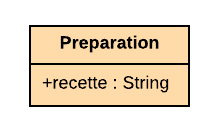 Preparation
+recette : String